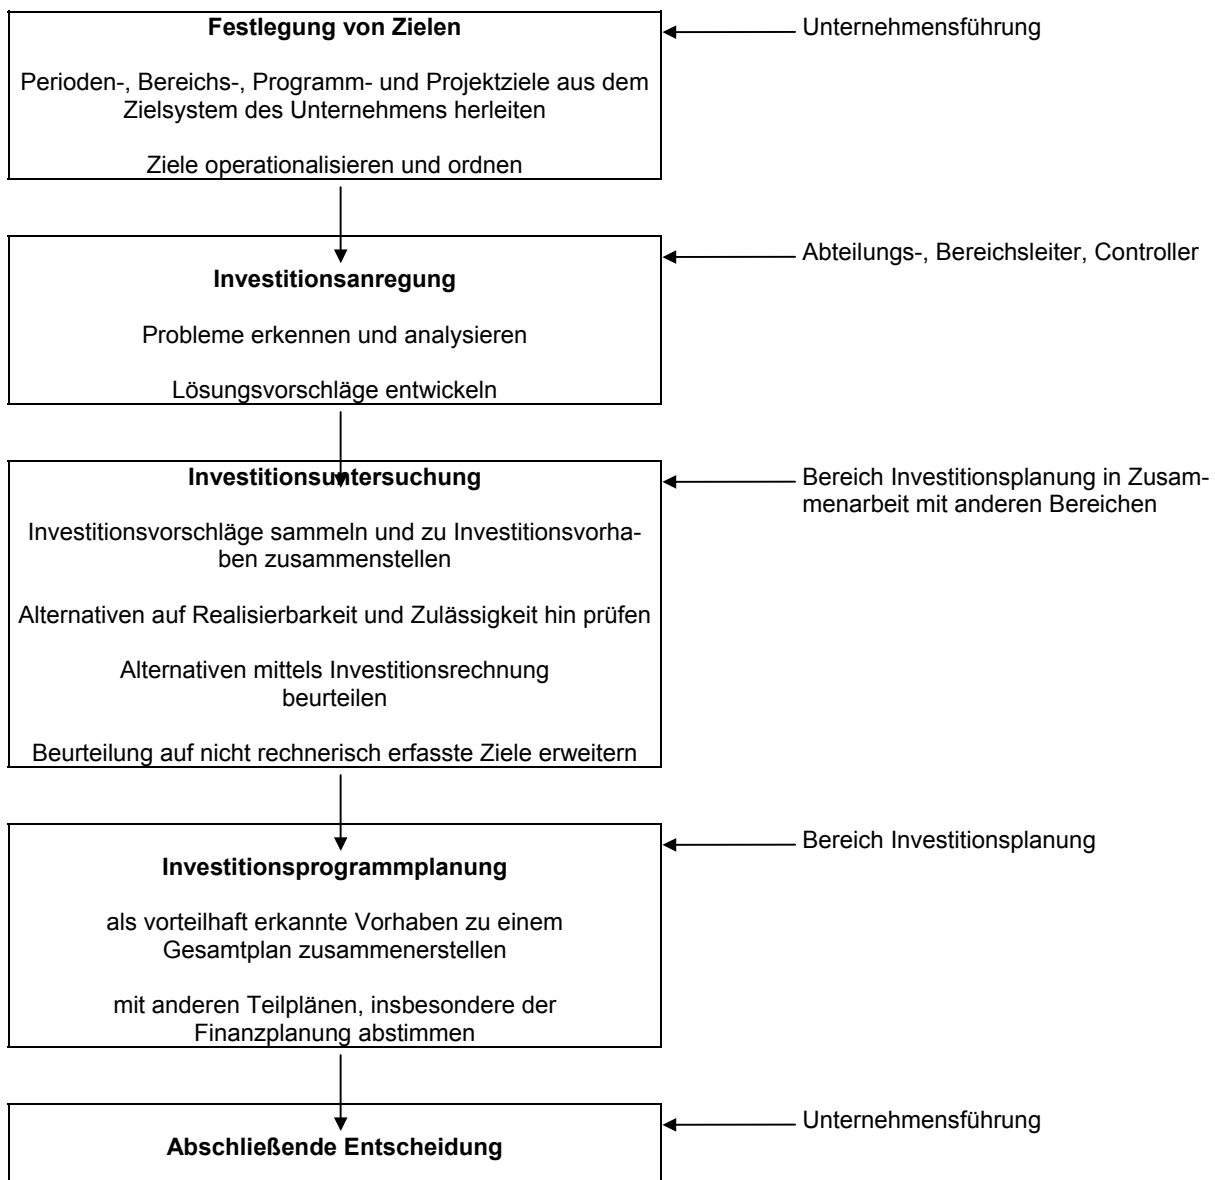 Festlegung von Zielen
Unternehmensführung
Perioden-, Bereichs-, Programm- und Projektziele aus dem
Zielsystem des Unternehmens herleiten
Ziele operationalisieren und ordnen
Abteilungs-, Bereichsleiter, Controller
Investitionsanregung
Probleme erkennen und analysieren
Lösungsvorschläge entwickeln
Investitionsuntersuchung
Bereich Investitionsplanung in Zusam-
menarbeit mit anderen Bereichen
Investitionsvorschläge sammeln und zu Investitionsvorha-
ben zusammenstellen
Alternativen auf Realisierbarkeit und Zulässigkeit hin prüfen
Alternativen mittels Investitionsrechnung
beurteilen
Beurteilung auf nicht rechnerisch erfasste Ziele erweitern
Bereich Investitionsplanung
Investitionsprogrammplanung
als vorteilhaft erkannte Vorhaben zu einem
Gesamtplan zusammenerstellen
mit anderen Teilplänen, insbesondere der
Finanzplanung abstimmen
Unternehmensführung
Abschließende Entscheidung